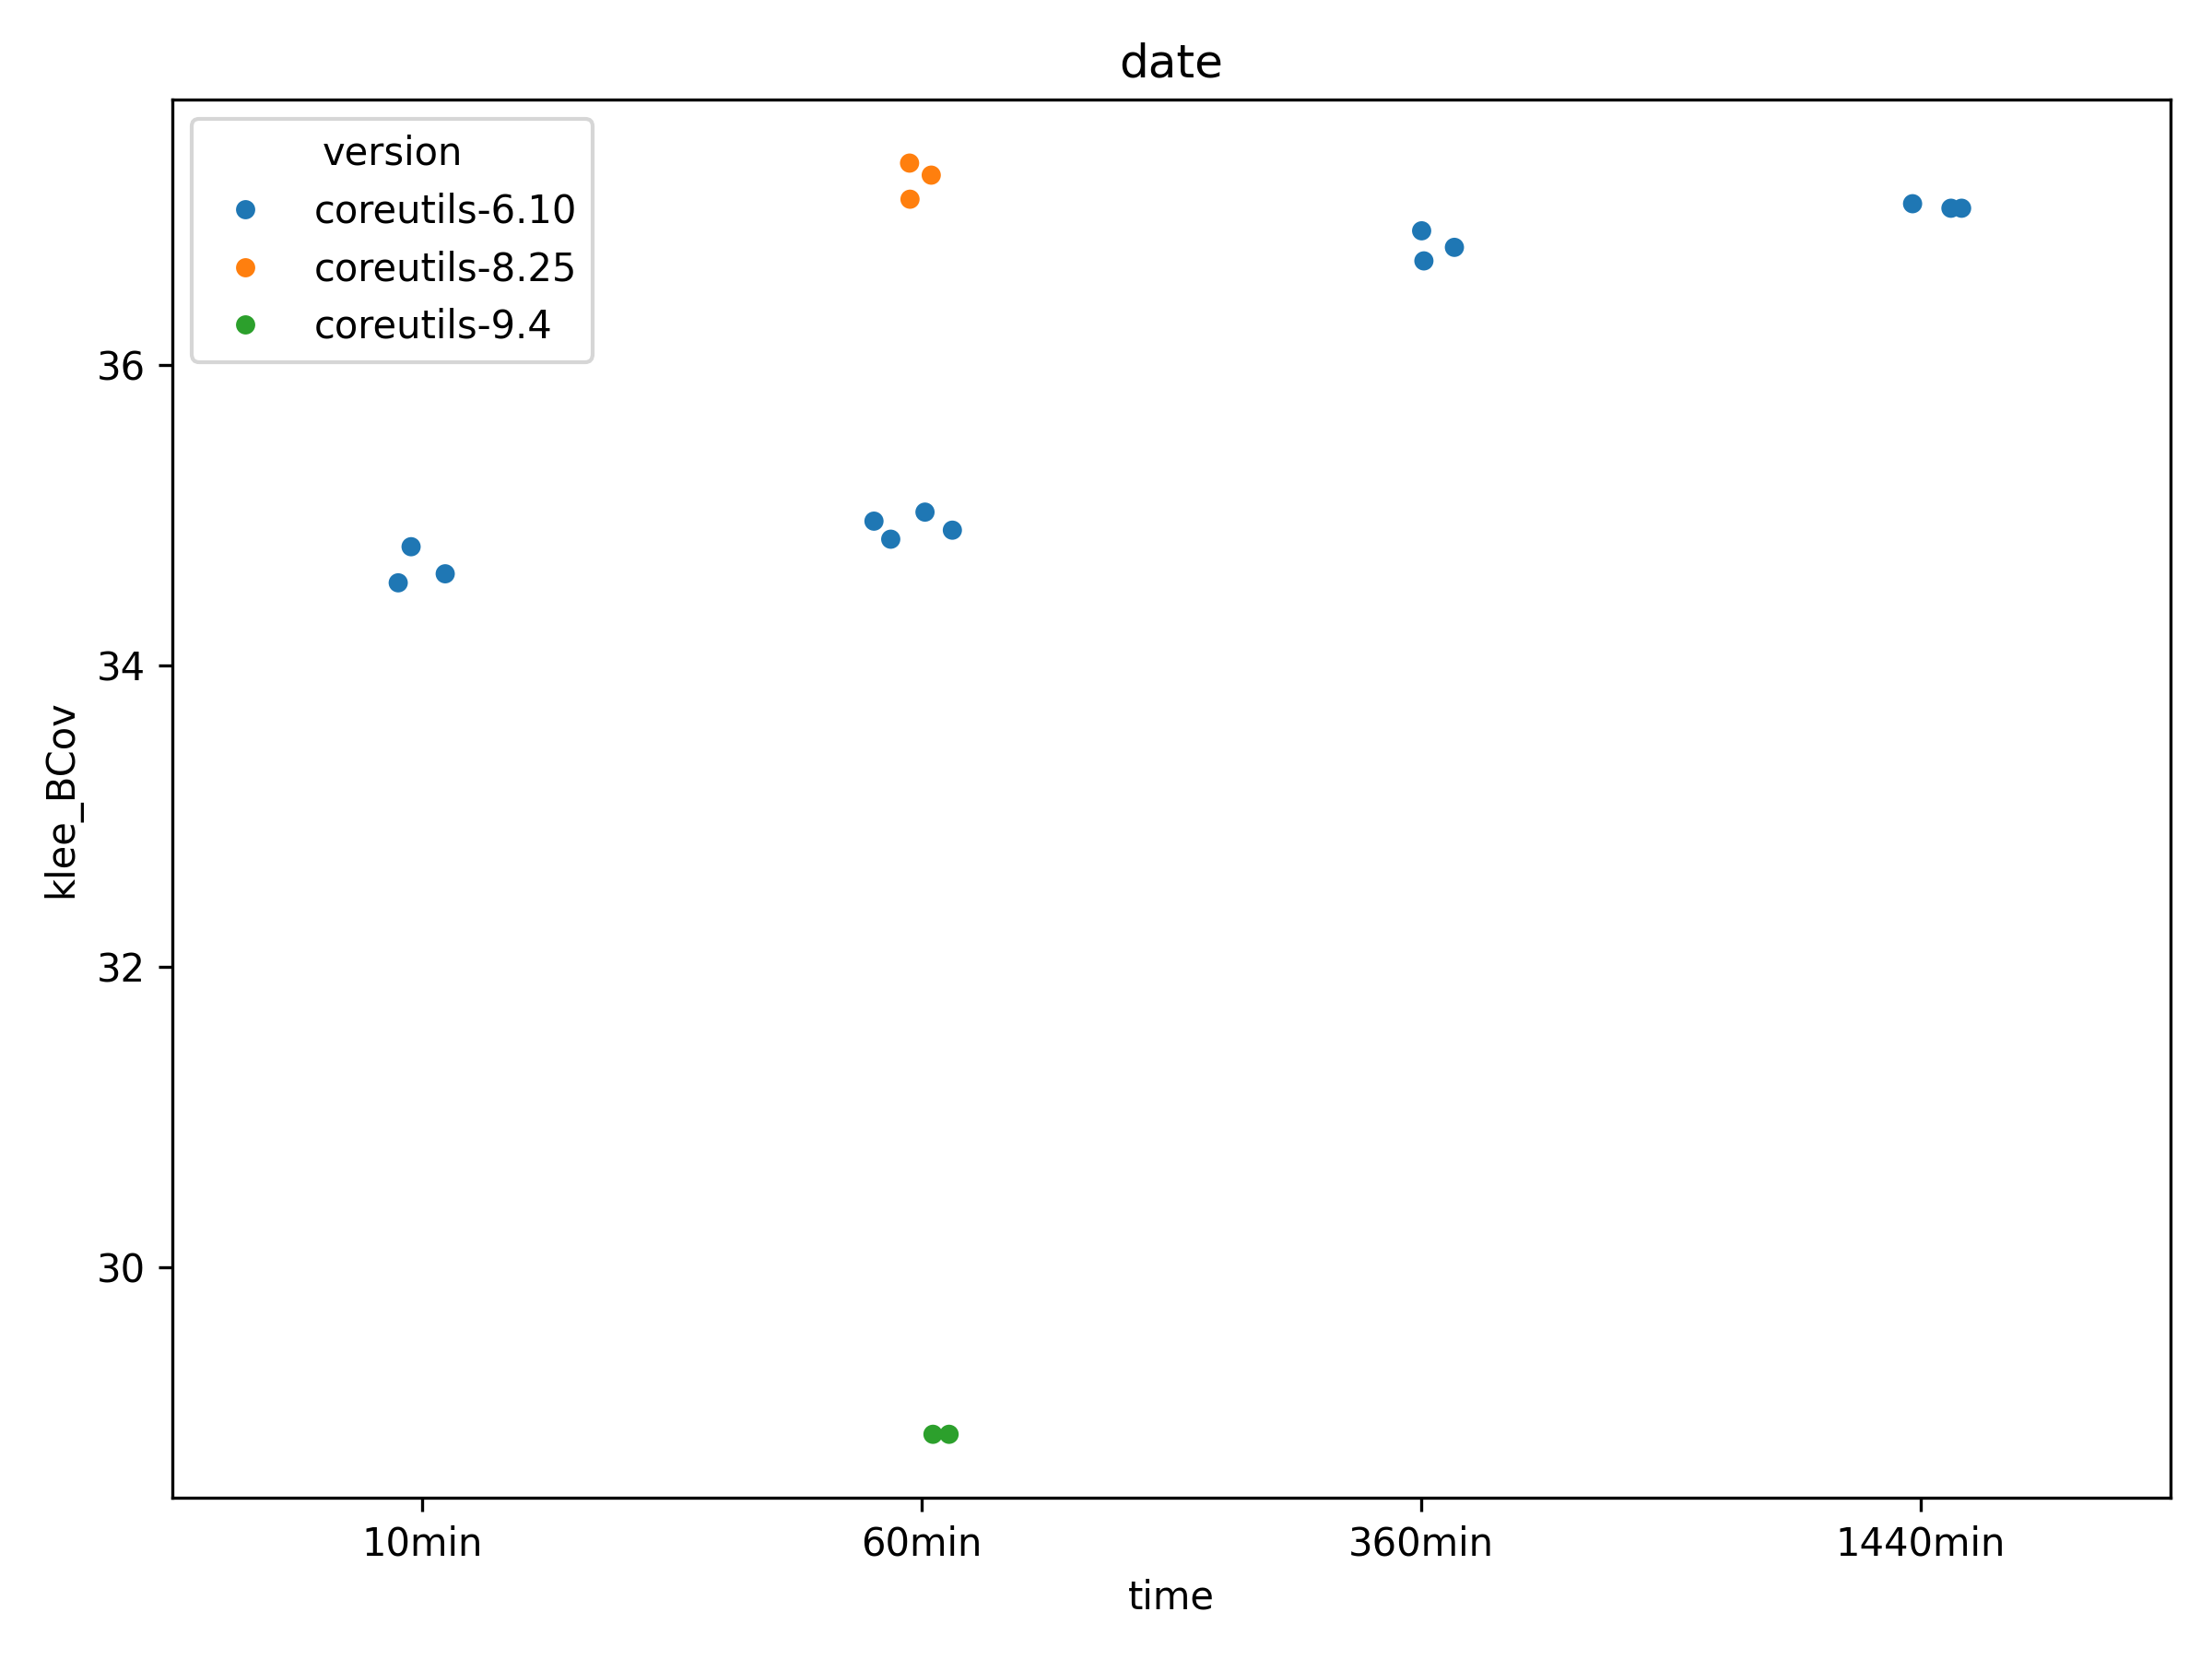 date
version
coreutils-6.10
coreutils-8.25
coreutils-9.4
36
34
32
30
klee_BCov
10min
60min
360min
1440min
time